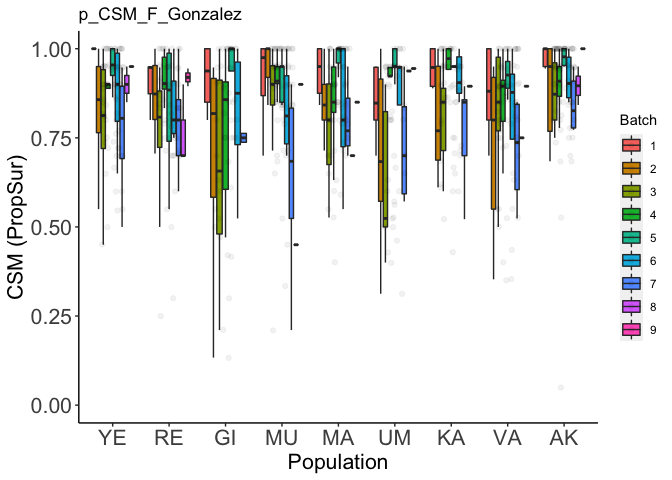 p_CSM_F_Gonzalez
CSM (PropSur)
1.00
0.75
0.50
0.25
0.00
YE RE GI MU MA UM KA VA AK
Population
Batch
1
2
3
4
5
6
7
8
9